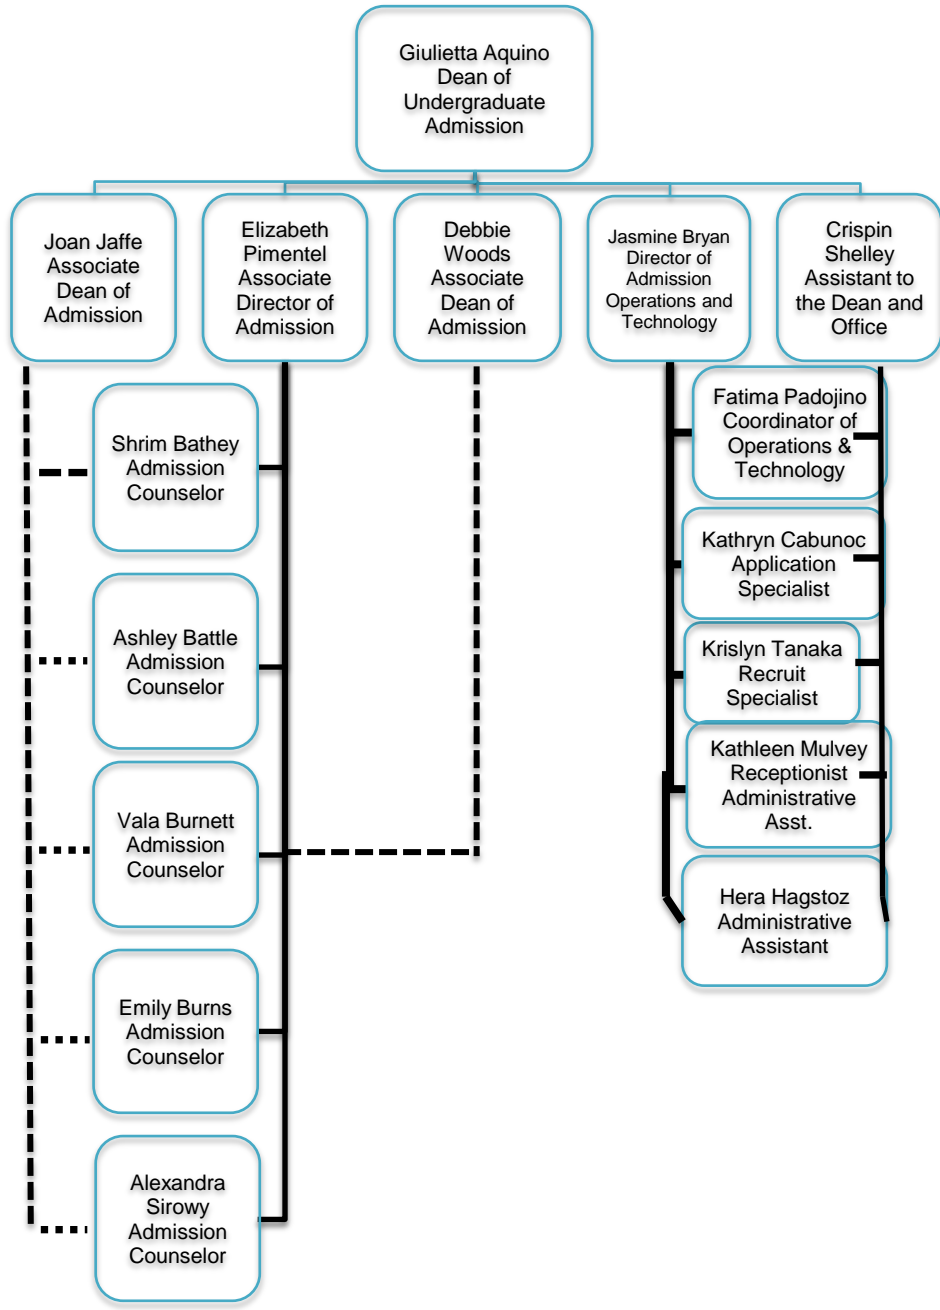 Giulietta Aquino
Dean of
Undergraduate
Admission
Joan Jaffe
Associate
Dean of
Admission
Elizabeth
Pimentel
Associate
Director of
Admission
Debbie
Woods
Associate
Dean of
Admission
Jasmine Bryan
Director of
Admission
Operations and
Technology
Crispin
Shelley
Assistant to
the Dean and
Office
Shrim Bathey
Admission
Counselor
Ashley Battle
Admission
Counselor
Vala Burnett
Admission
Counselor
Emily Burns
Admission
Counselor
Alexandra
Sirowy
Admission
Counselor
Fatima Padojino
Coordinator of
Operations &
Technology
Kathryn Cabunoc
Application
Specialist
Krislyn Tanaka
Recruit
Specialist
Kathleen Mulvey
Receptionist
Administrative
Asst.
Hera Hagstoz
Administrative
Assistant